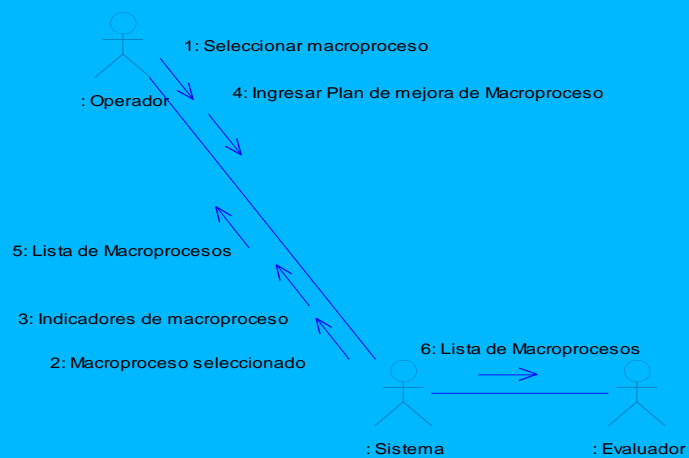 1: Seleccionar macroproceso
4: Ingresar Plan de mejora de Macroproceso
: Operador
5: Lista de Macroprocesos
3: Indicadores de macroproceso
2: Macroproceso seleccionado
6: Lista de Macroprocesos
: Sistema
: Evaluador